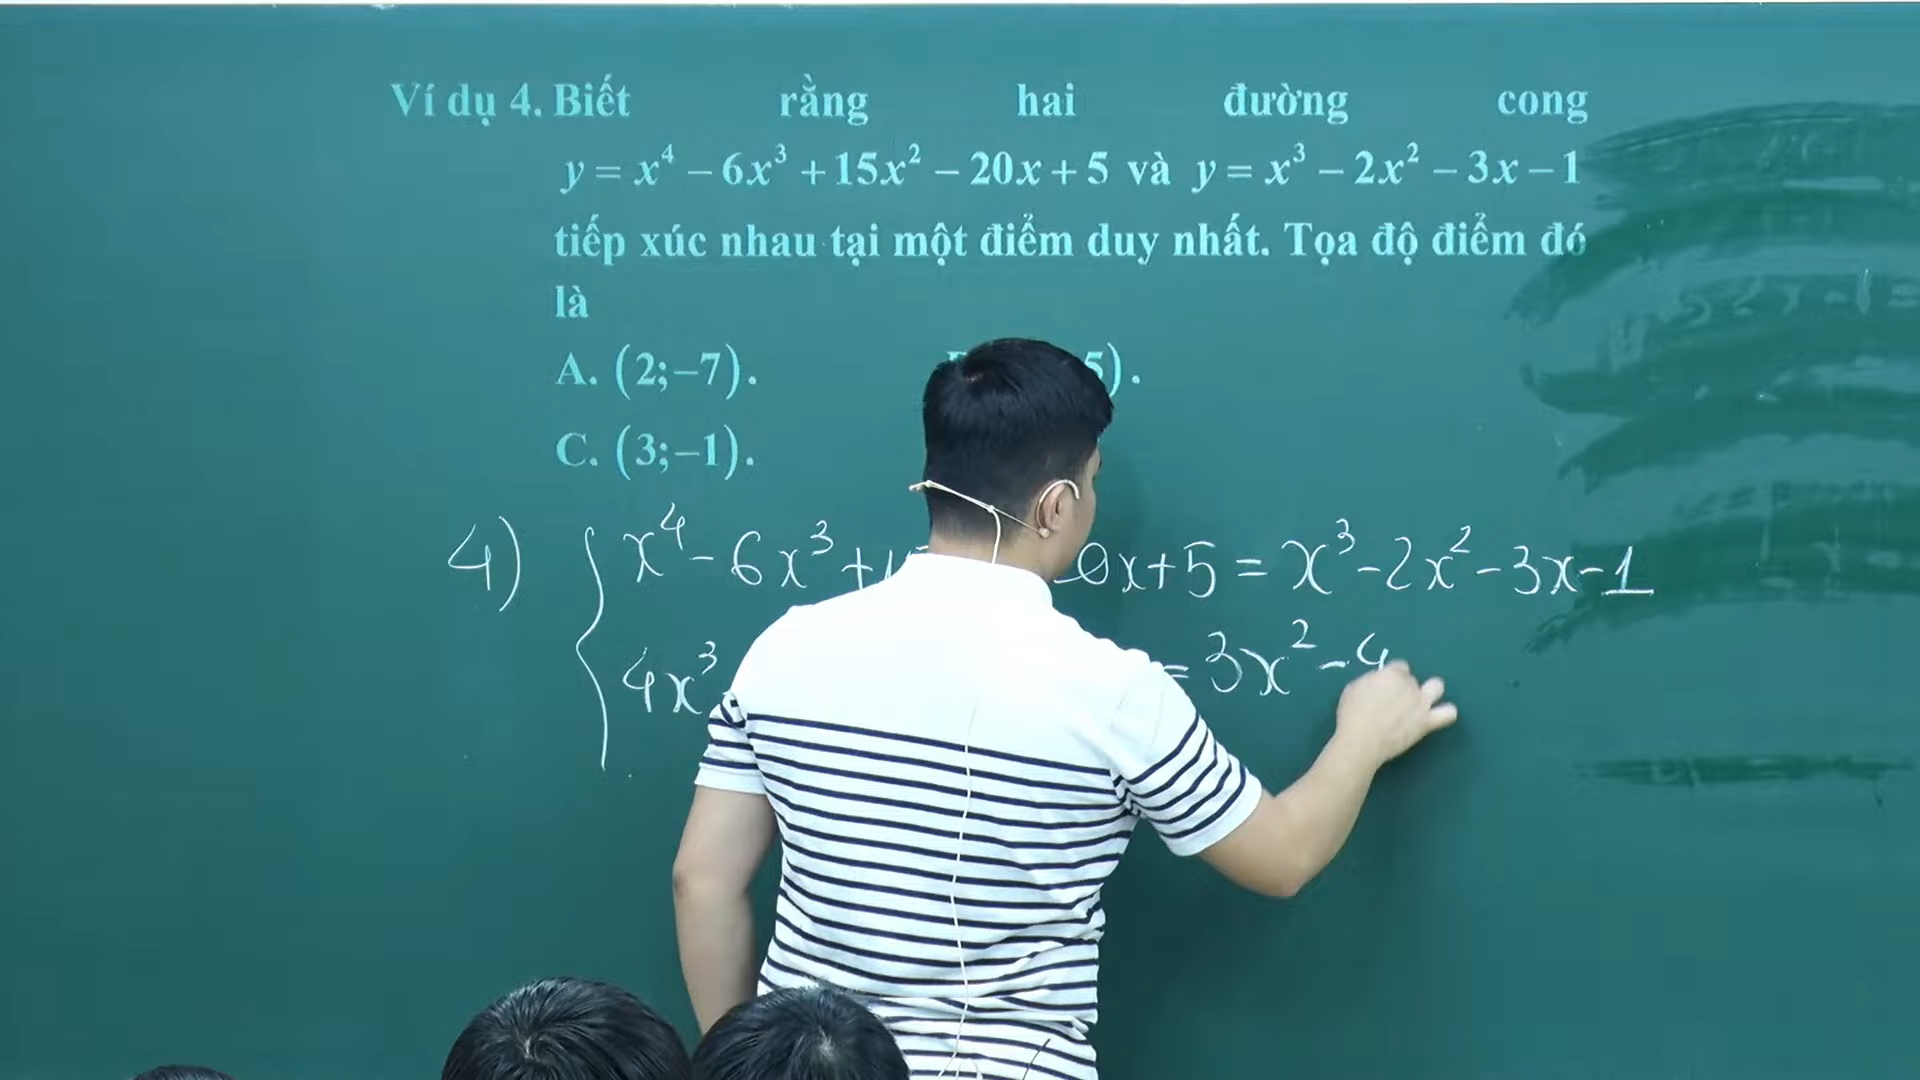 Ví dụ 4. Biết rằng hai đường cong
y = x⁴ − 6x³ + 15x² − 20x + 5 và y = x³ − 2x² − 3x − 1
tiếp xúc nhau tại một điểm duy nhất. Tọa độ điểm đó
là
A. (2;−7). 5).
C. (3;−1).
4) { x⁴ − 6x³ + 0x + 5 = x³ − 2x² − 3x − 1
4x³ = 3x² − 4